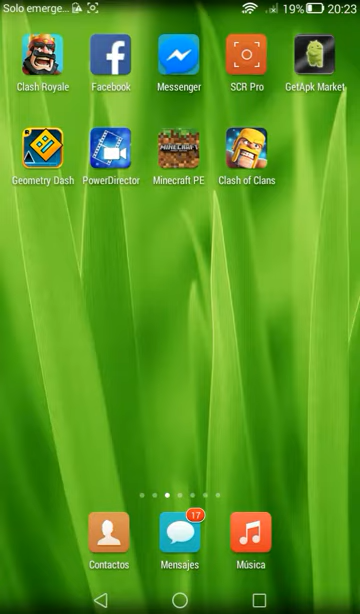 Solo emerge... 19% 20:23
Clash Royale Facebook Messenger SCR Pro GetApk Market
Geometry Dash PowerDirector Minecraft PE Clash of Clans
17
Contactos Mensajes Música